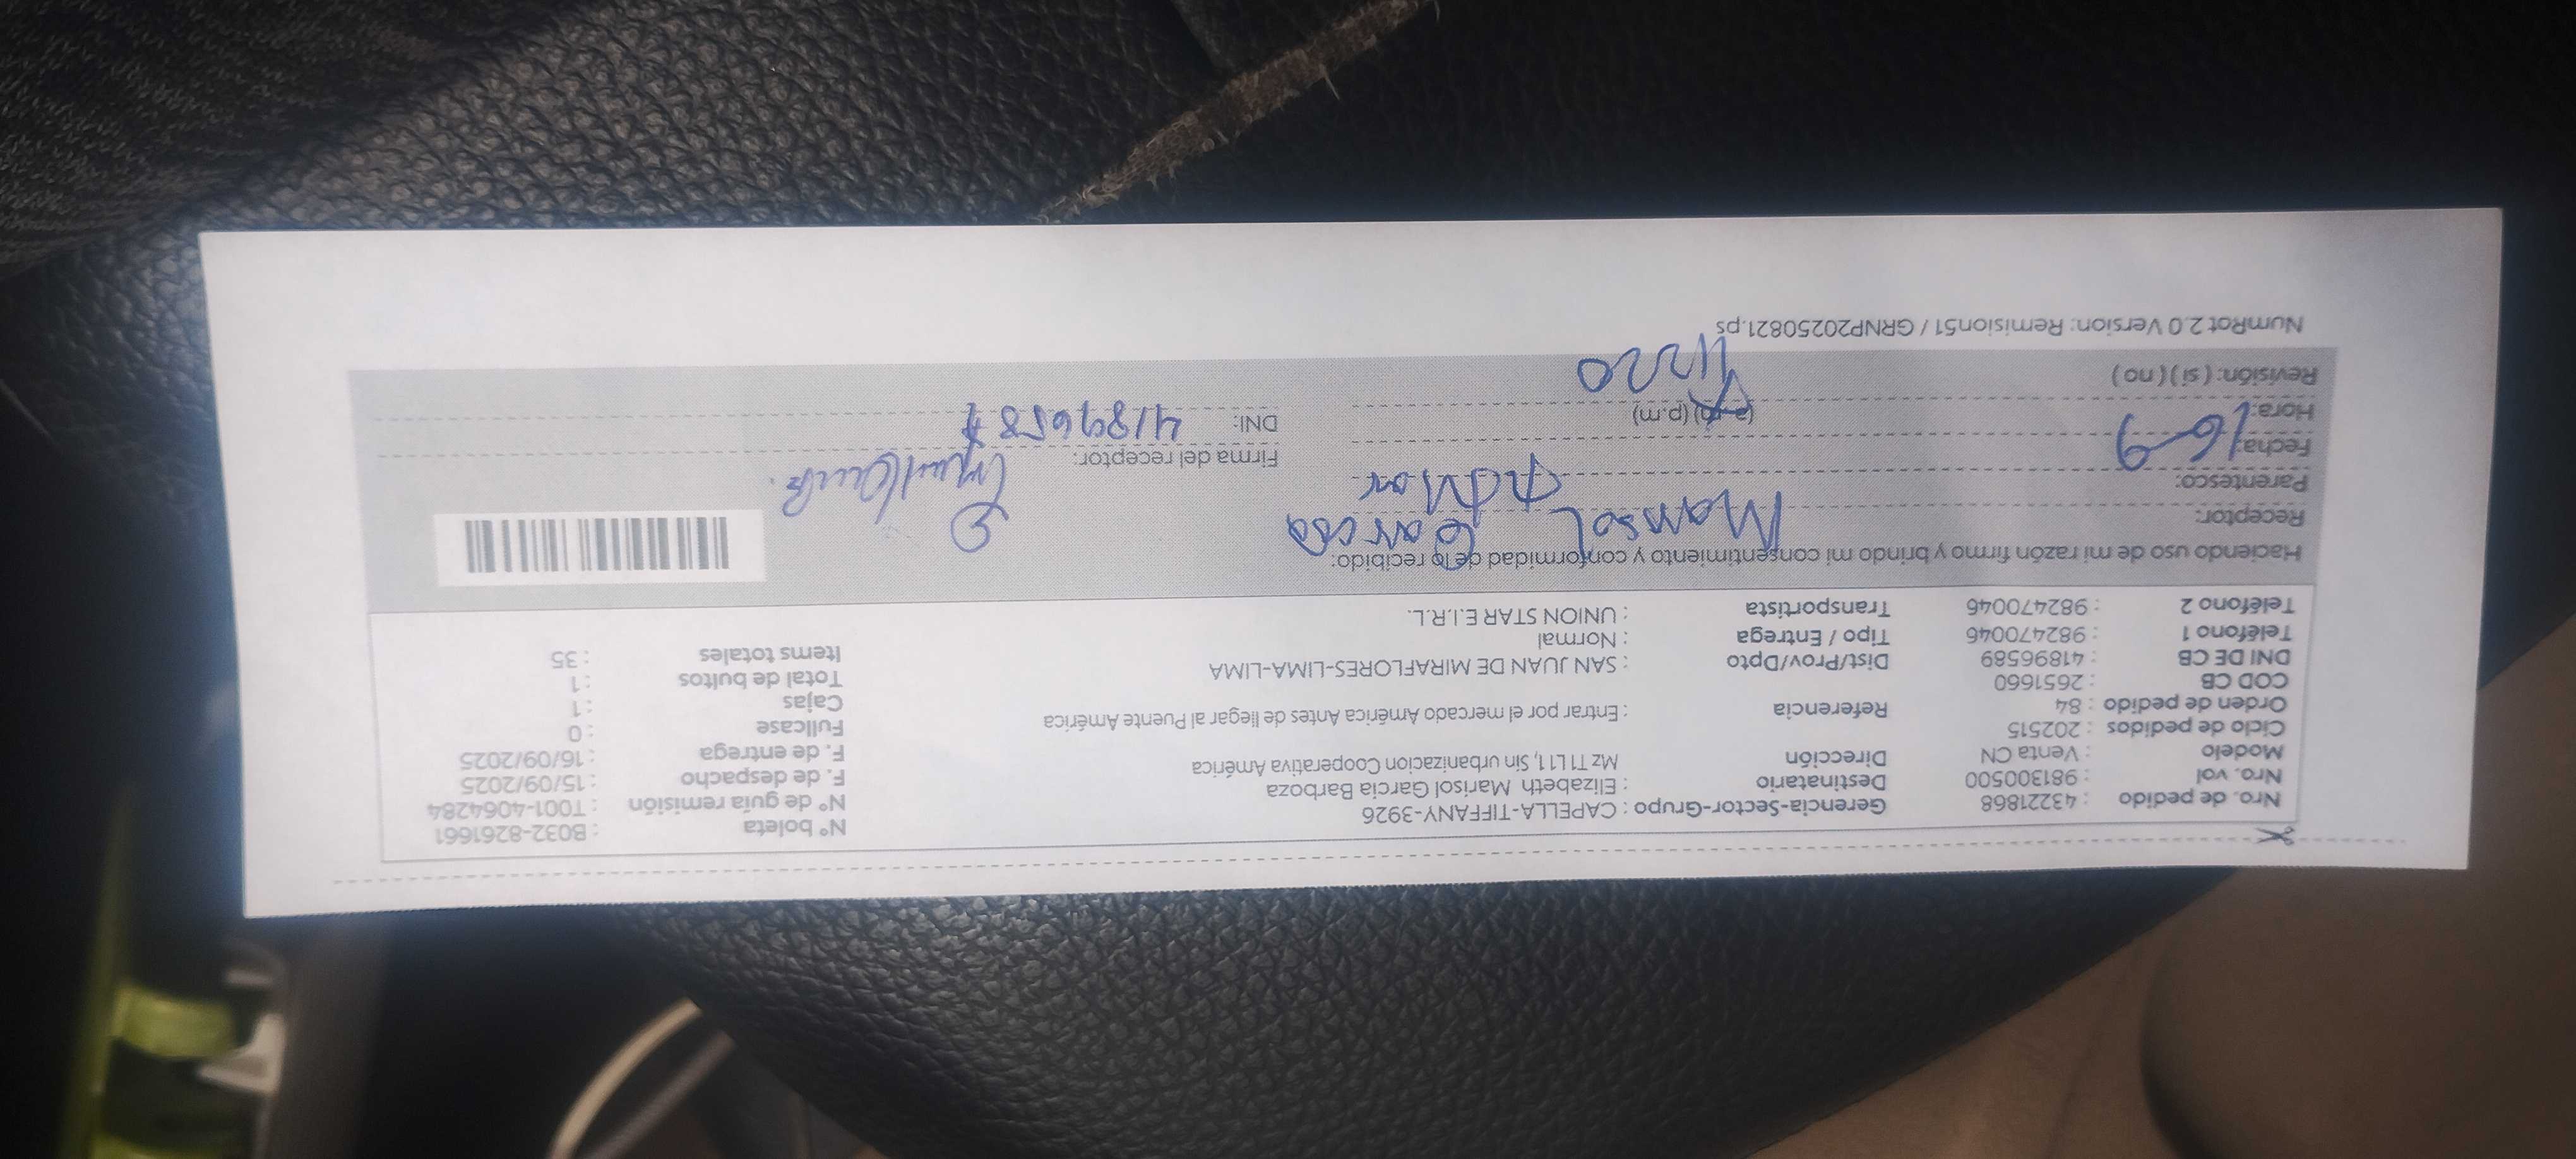 Nro. de pedido : 43221868 Gerencia-Sector-Grupo : CAPELLA-TIFFANY-3926 N° boleta : B032-8261661
Nro. vol : 981300500 Destinatario : Elizabeth Marisol Garcia Barboza N° de guía remisión : T001-4064284
Modelo : Venta CN Dirección Mz T1 L11, Sin urbanizacion Cooperativa América F. de despacho : 15/09/2025
Ciclo de pedidos : 202515 F. de entrega : 16/09/2025
Orden de pedido : 84 Referencia : Entrar por el mercado América Antes de llegar al Puente América Fullcase : 0
COD CB : 2651660 Cajas : 1
DNI DE CB : 41896589 Dist/Prov/Dpto : SAN JUAN DE MIRAFLORES-LIMA-LIMA Total de bultos : 1
Teléfono 1 : 982470046 Tipo / Entrega : Normal Items totales : 35
Teléfono 2 : 982470046 Transportista : UNION STAR E.I.R.L.
Haciendo uso de mi razón firmo y brindo mi consentimiento y conformidad de lo recibido:
Receptor: Marisol
Parentesco:
Fecha: 16-9 Firma del receptor:
Hora: (a.m) (p.m) DNI:
Revisión: ( si ) ( no )
NumRot 2.0 Version: Remision51 / GRNP20250821.ps